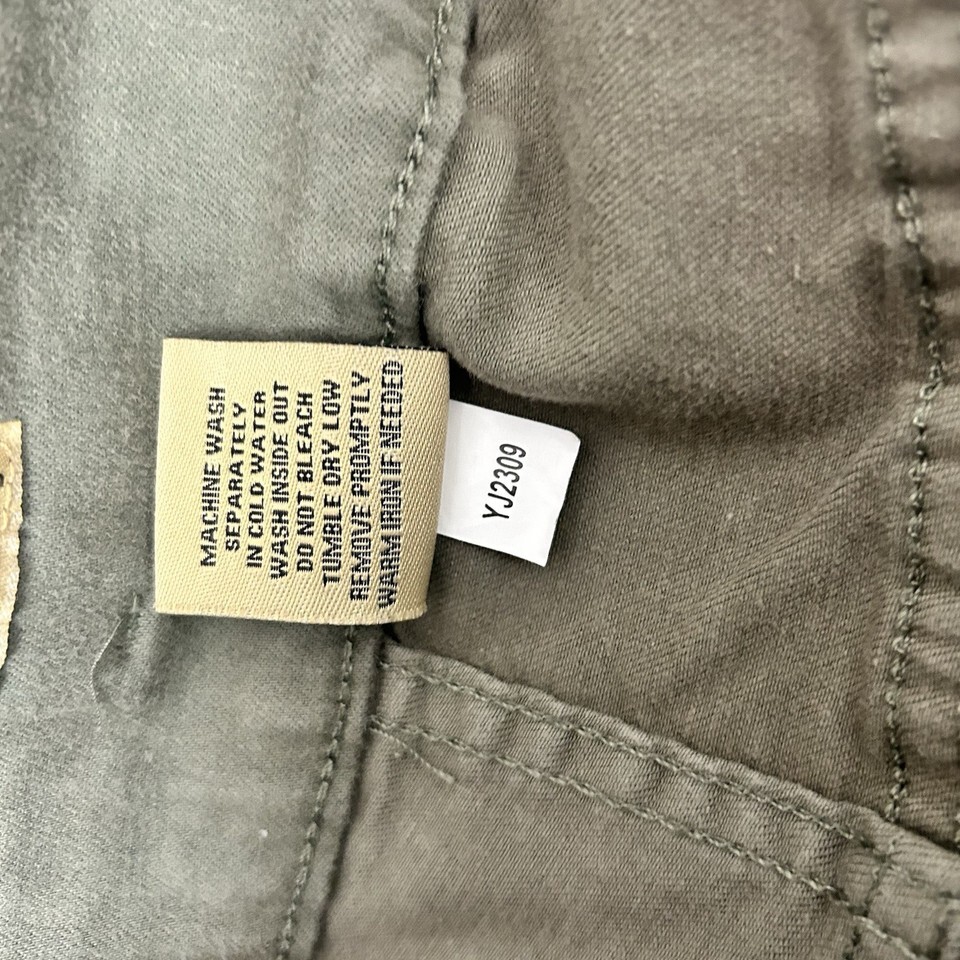 MACHINE WASH
SEPARATELY
IN COLD WATER
WASH INSIDE OUT
DO NOT BLEACH
TUMBLE DRY LOW
REMOVE PROMPTLY
WARM IRON IF NEEDED
YJ2309